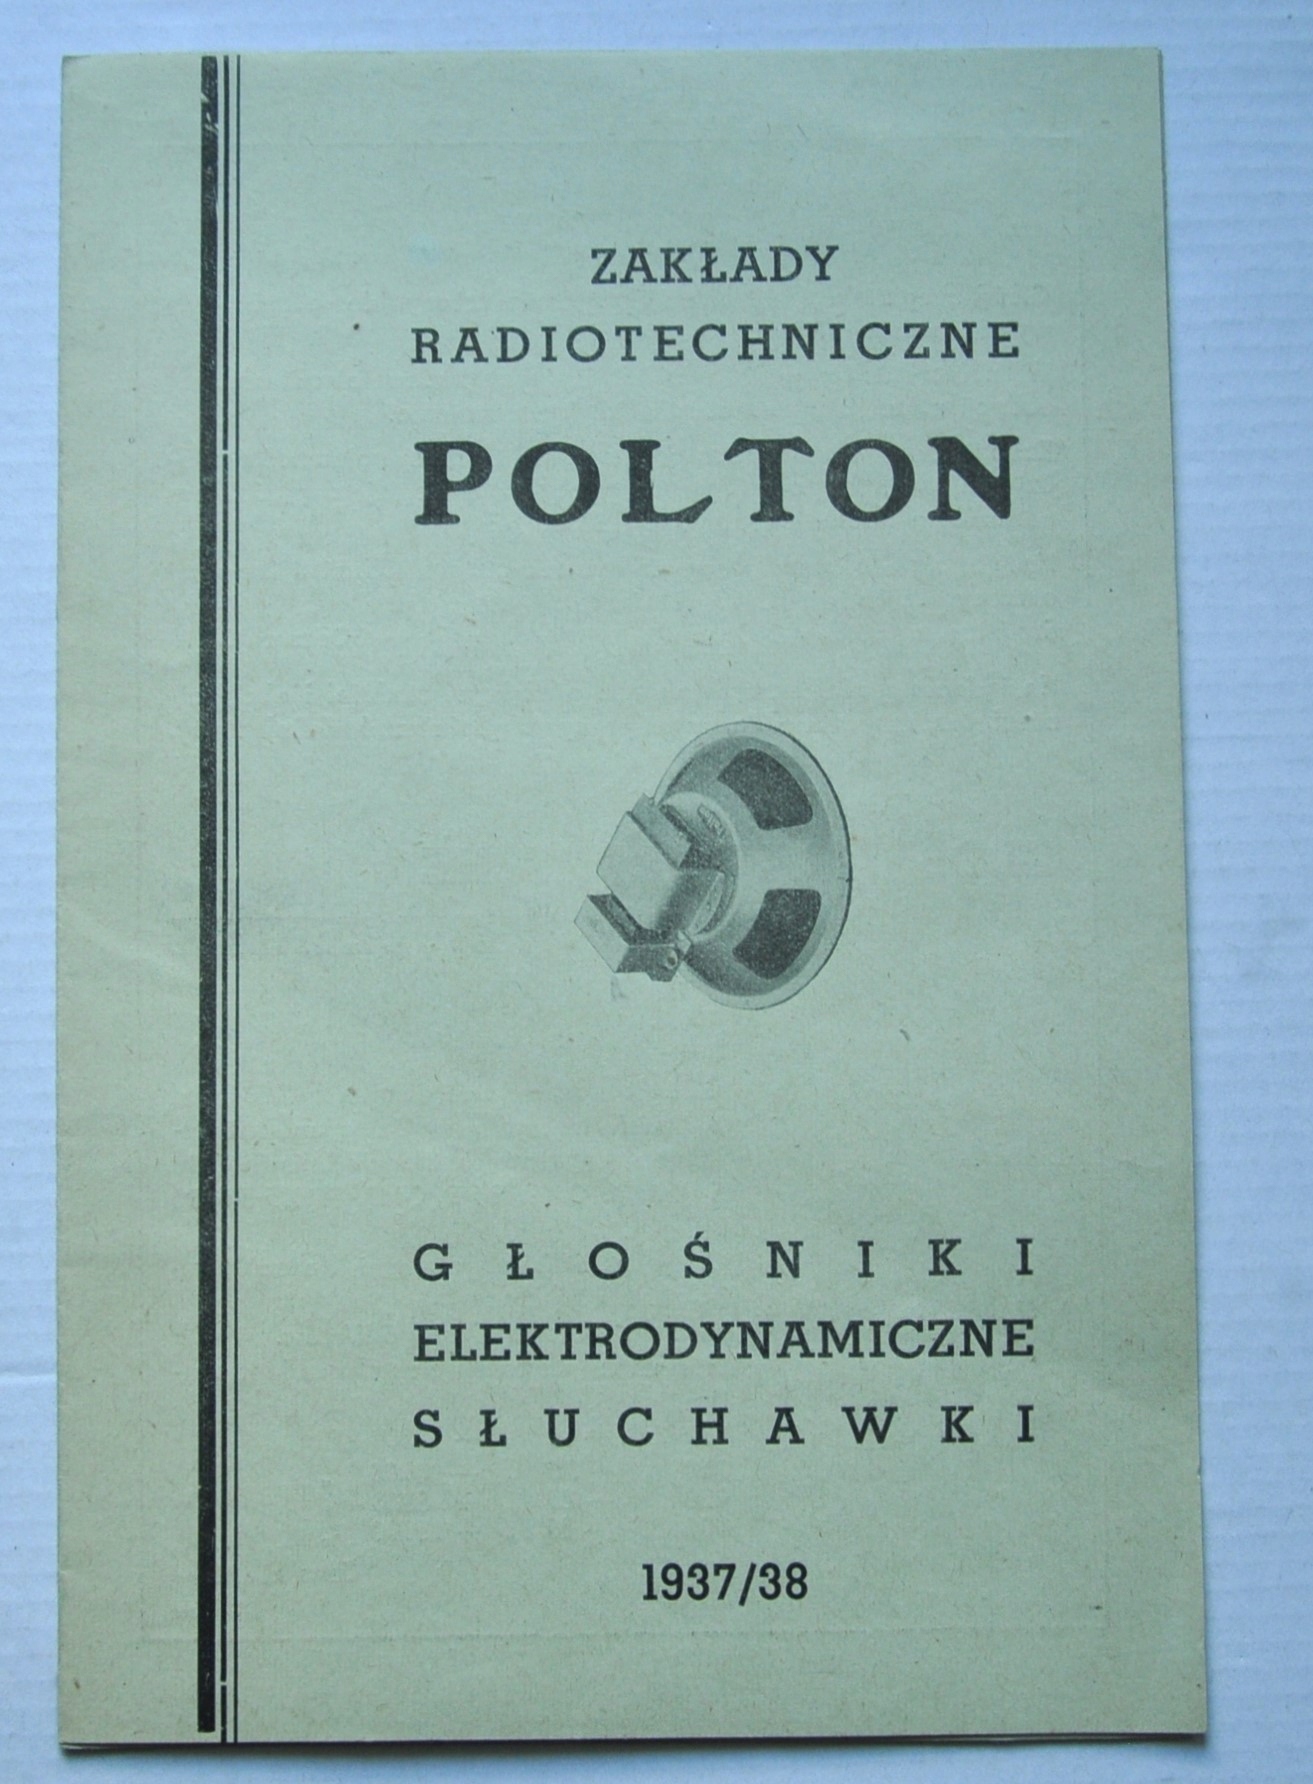 ZAKŁADY
RADIOTECHNICZNE
POLTON
GŁOŚNIKI
ELEKTRODYNAMICZNE
SŁUCHAWKI
1937/38